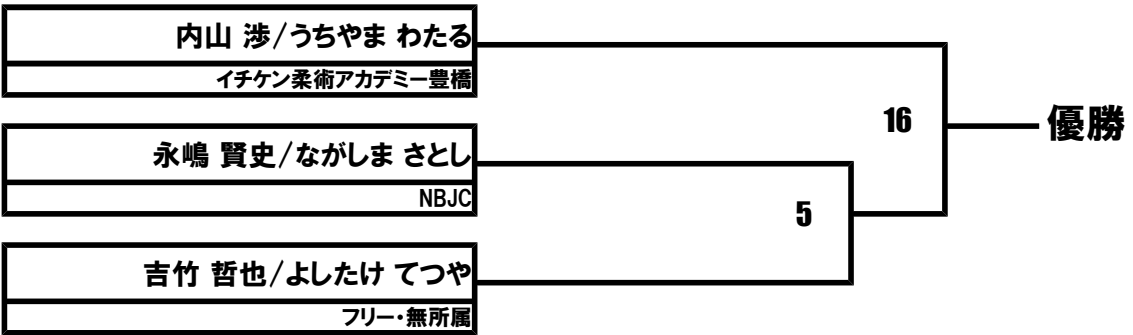 内山 渉/うちやま わたる
イチケン柔術アカデミー豊橋
16
優勝
永嶋 賢史/ながしま さとし
NBJC
5
吉竹 哲也/よしたけ てつや
フリー・無所属